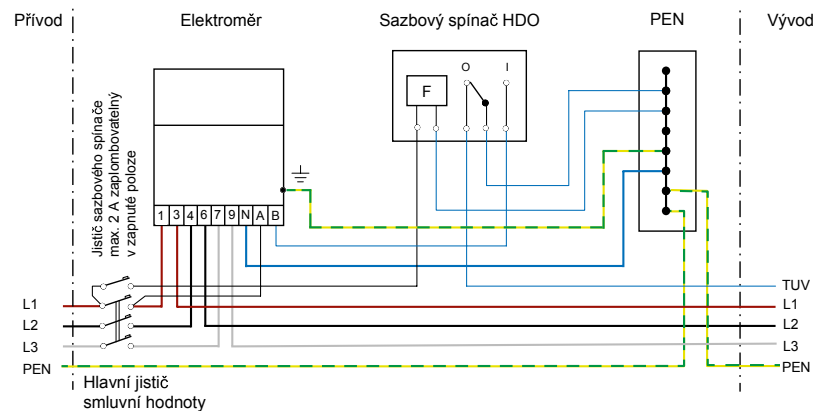 Přívod
Elektroměr
Sazbový spínač HDO
PEN
Vývod
O
I
F
Jistič sazbového spínače
max. 2 A zaplombovatelný
v zapnuté poloze
1 3 4 6 7 9 N A B
TUV
L1
L1
L2
L2
L3
L3
PEN
PEN
Hlavní jistič
smluvní hodnoty